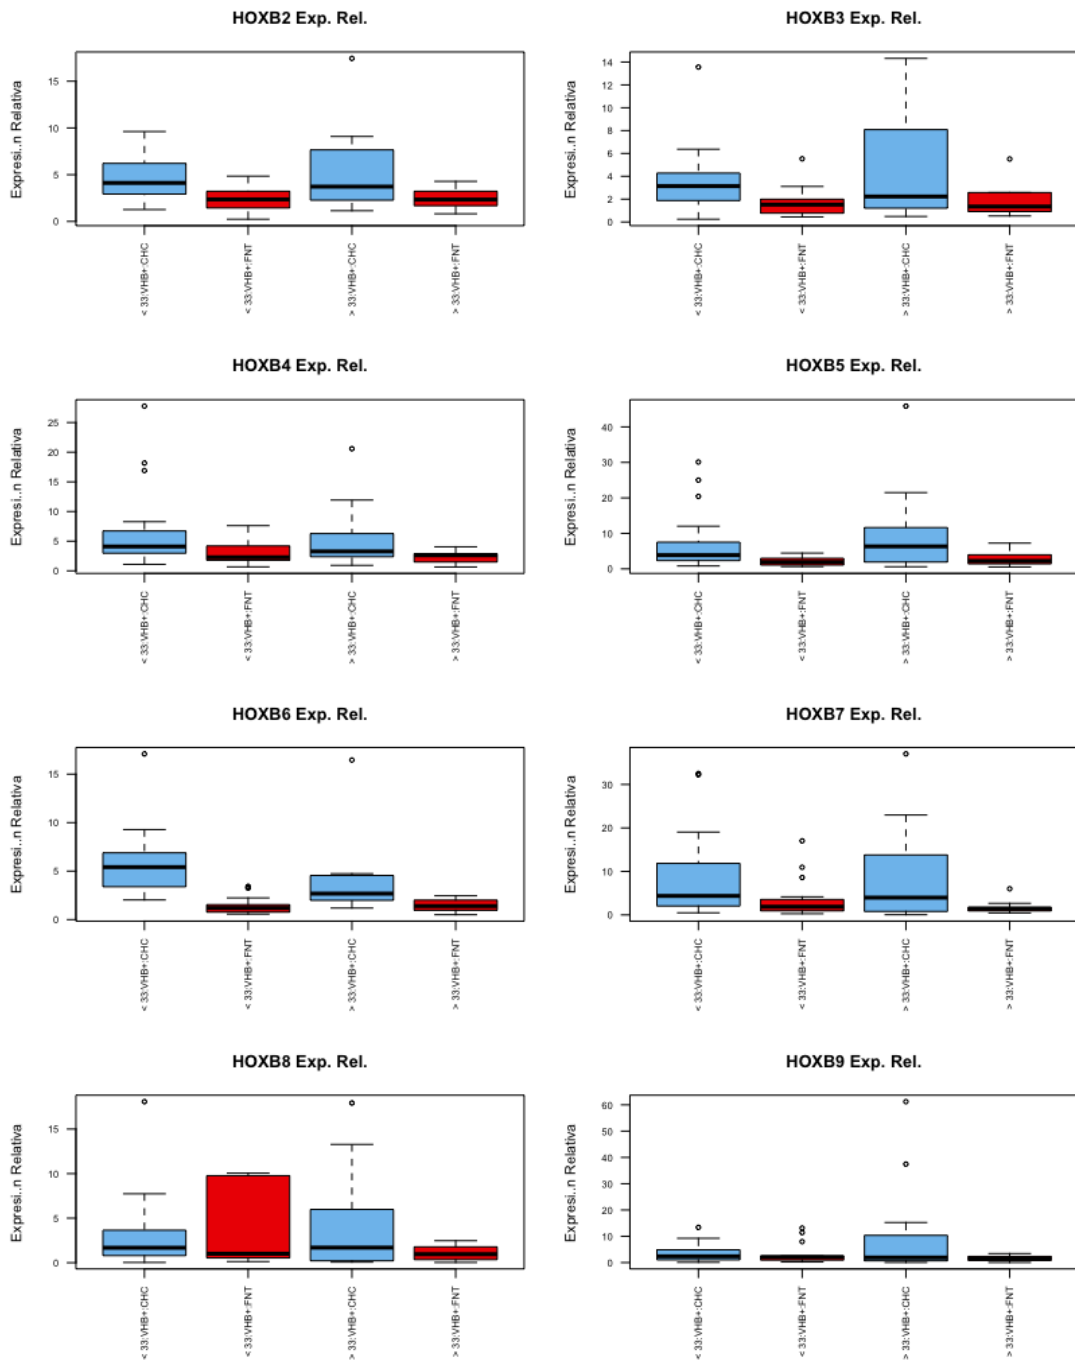 HOXB2 Exp. Rel.
Expresi..n Relativa
15
10
5
0
< 33:VHB+:CHC
< 33:VHB+:FNT
> 33:VHB+:CHC
> 33:VHB+:FNT
HOXB3 Exp. Rel.
Expresi..n Relativa
14
12
10
8
6
4
2
0
< 33:VHB+:CHC
< 33:VHB+:FNT
> 33:VHB+:CHC
> 33:VHB+:FNT
HOXB4 Exp. Rel.
Expresi..n Relativa
25
20
15
10
5
0
< 33:VHB+:CHC
< 33:VHB+:FNT
> 33:VHB+:CHC
> 33:VHB+:FNT
HOXB5 Exp. Rel.
Expresi..n Relativa
40
30
20
10
0
< 33:VHB+:CHC
< 33:VHB+:FNT
> 33:VHB+:CHC
> 33:VHB+:FNT
HOXB6 Exp. Rel.
Expresi..n Relativa
15
10
5
0
< 33:VHB+:CHC
< 33:VHB+:FNT
> 33:VHB+:CHC
> 33:VHB+:FNT
HOXB7 Exp. Rel.
Expresi..n Relativa
30
20
10
0
< 33:VHB+:CHC
< 33:VHB+:FNT
> 33:VHB+:CHC
> 33:VHB+:FNT
HOXB8 Exp. Rel.
Expresi..n Relativa
15
10
5
0
< 33:VHB+:CHC
< 33:VHB+:FNT
> 33:VHB+:CHC
> 33:VHB+:FNT
HOXB9 Exp. Rel.
Expresi..n Relativa
60
50
40
30
20
10
0
< 33:VHB+:CHC
< 33:VHB+:FNT
> 33:VHB+:CHC
> 33:VHB+:FNT